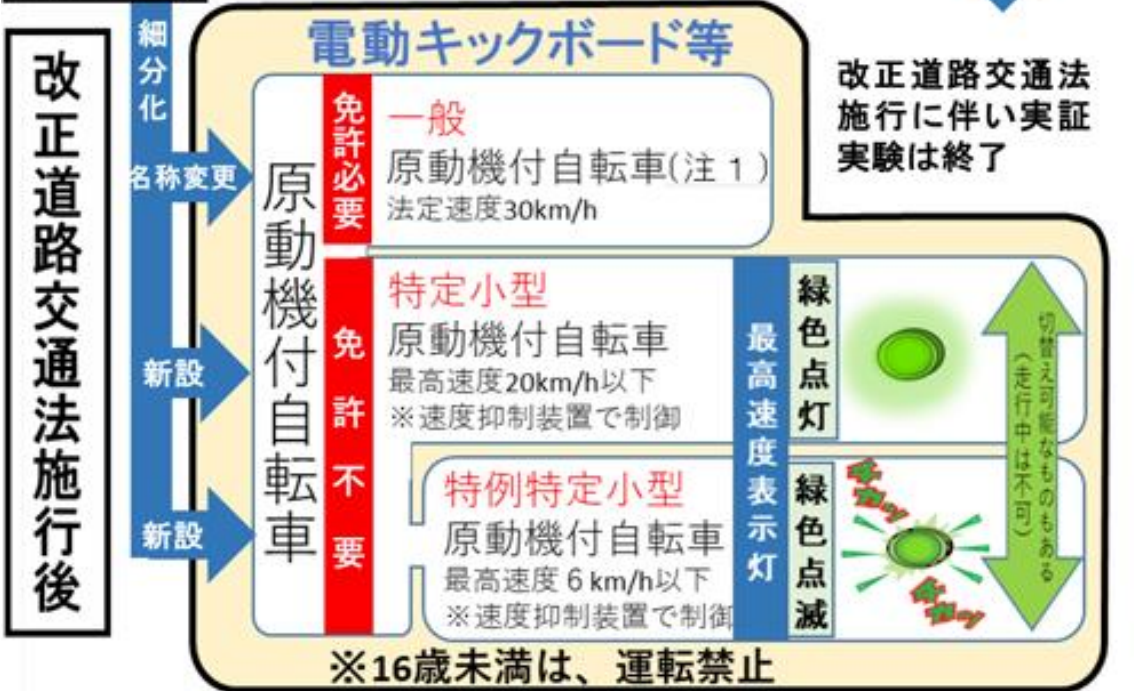 改正道路交通法施行後
細分化
名称変更
新設
新設
電動キックボード等
原動機付自転車
免許必要
一般
原動機付自転車(注1)
法定速度30km/h
免許不要
特定小型
原動機付自転車
最高速度20km/h以下
※速度抑制装置で制御
特例特定小型
原動機付自転車
最高速度6km/h以下
※速度抑制装置で制御
最高速度表示灯
緑色点灯
緑色点滅
チカッ
チカッ
切替え可能なものもある
(走行中は不可)
※16歳未満は、運転禁止
改正道路交通法
施行に伴い実証
実験は終了